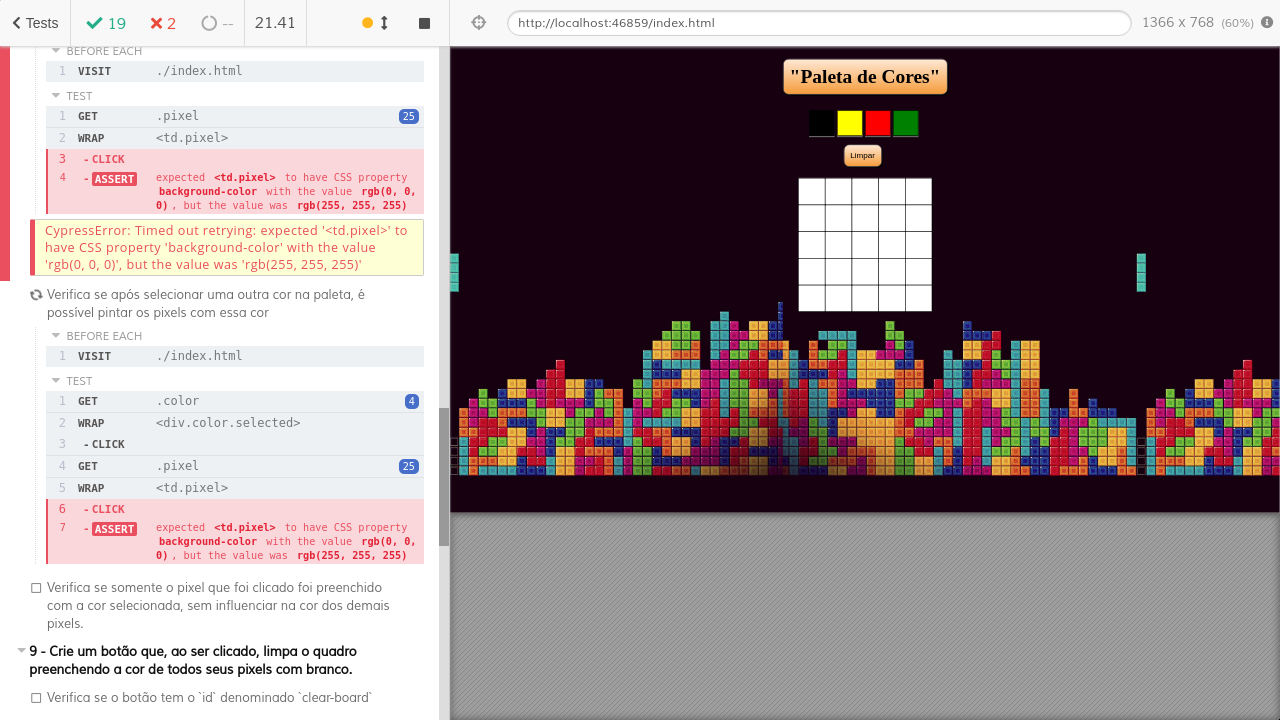 Tests
19
2
--
21.41
http://localhost:46859/index.html
1366 x 768 (60%)
BEFORE EACH
1 VISIT ./index.html
TEST
1 GET .pixel 25
2 WRAP <td.pixel>
3 - CLICK
4 - ASSERT expected <td.pixel> to have CSS property
background-color with the value rgb(0, 0,
0), but the value was rgb(255, 255, 255)
CypressError: Timed out retrying: expected '<td.pixel>' to
have CSS property 'background-color' with the value
'rgb(0, 0, 0)', but the value was 'rgb(255, 255, 255)'
Verifica se após selecionar uma outra cor na paleta, é
possível pintar os pixels com essa cor
BEFORE EACH
1 VISIT ./index.html
TEST
1 GET .color 4
2 WRAP <div.color.selected>
3 - CLICK
4 GET .pixel 25
5 WRAP <td.pixel>
6 - CLICK
7 - ASSERT expected <td.pixel> to have CSS property
background-color with the value rgb(0, 0,
0), but the value was rgb(255, 255, 255)
Verifica se somente o pixel que foi clicado foi preenchido
com a cor selecionada, sem influenciar na cor dos demais
pixels.
9 - Crie um botão que, ao ser clicado, limpa o quadro
preenchendo a cor de todos seus pixels com branco.
Verifica se o botão tem o `id` denominado `clear-board`
"Paleta de Cores"
Limpar